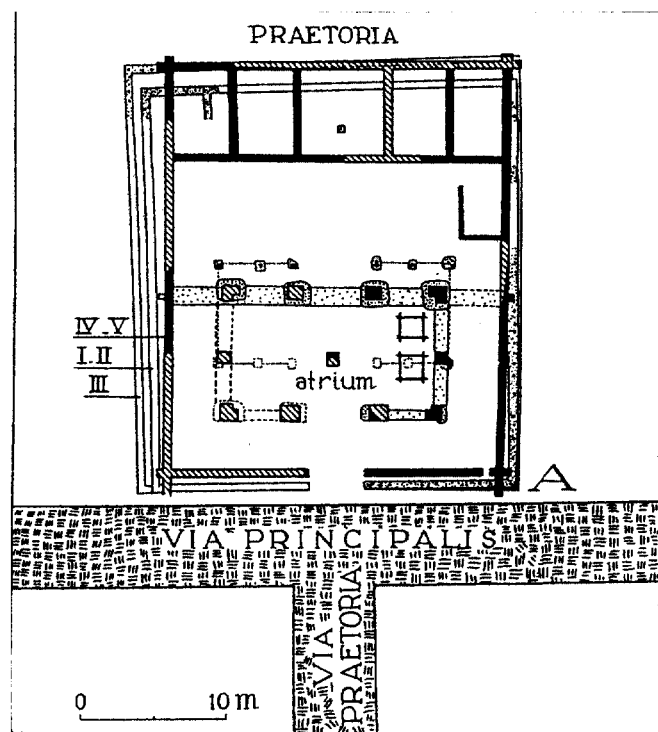 PRAETORIA
IV-V
I-II
III
atrium
A
VIA PRINCIPALIS
VIA
PRAETORIA
0 10 m